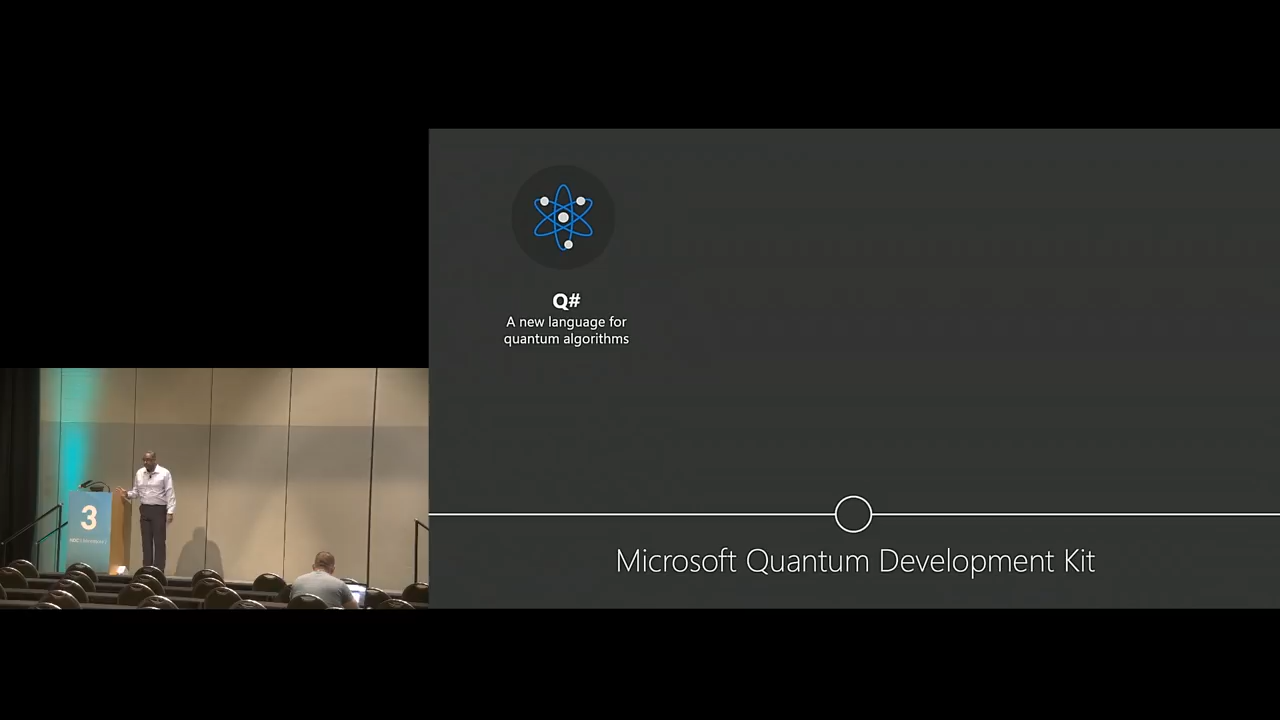 Q#
A new language for
quantum algorithms
Microsoft Quantum Development Kit
3